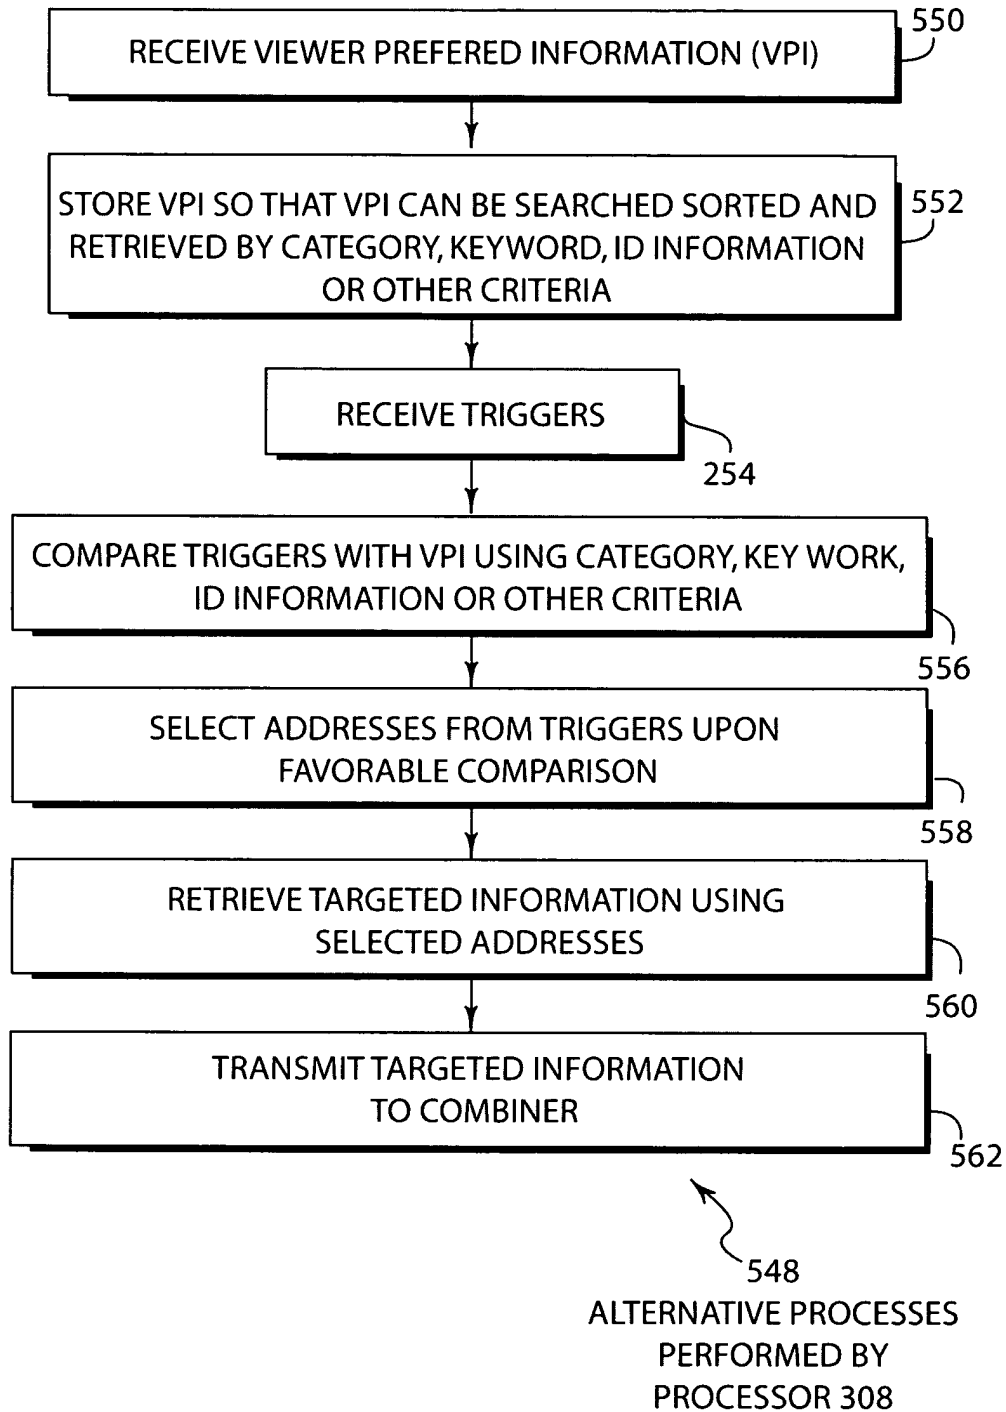 550
RECEIVE VIEWER PREFERED INFORMATION (VPI)
STORE VPI SO THAT VPI CAN BE SEARCHED SORTED AND
552
RETRIEVED BY CATEGORY, KEYWORD, ID INFORMATION
OR OTHER CRITERIA
RECEIVE TRIGGERS
254
COMPARE TRIGGERS WITH VPI USING CATEGORY, KEY WORK,
ID INFORMATION OR OTHER CRITERIA
556
SELECT ADDRESSES FROM TRIGGERS UPON
FAVORABLE COMPARISON
558
RETRIEVE TARGETED INFORMATION USING
SELECTED ADDRESSES
560
TRANSMIT TARGETED INFORMATION
TO COMBINER
562
548
ALTERNATIVE PROCESSES
PERFORMED BY
PROCESSOR 308